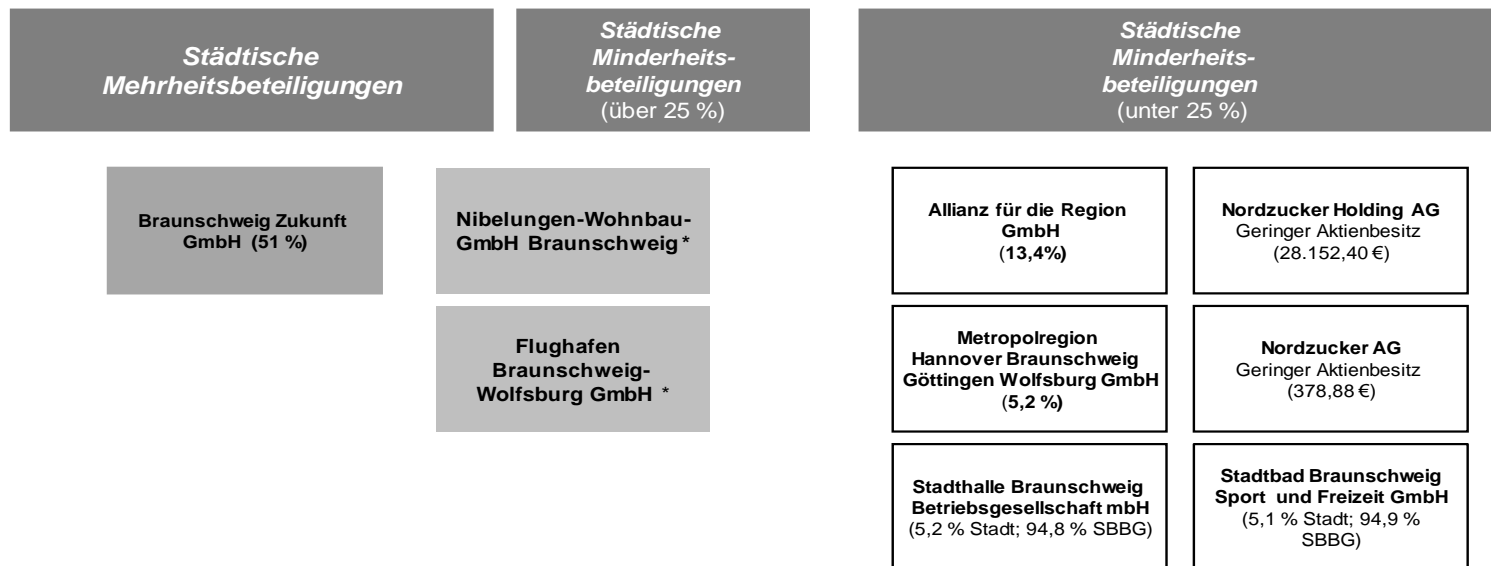 Städtische
Mehrheitsbeteiligungen
Städtische
Minderheits-
beteiligungen
(über 25 %)
Städtische
Minderheits-
beteiligungen
(unter 25 %)
Braunschweig Zukunft
GmbH (51 %)
Nibelungen-Wohnbau-
GmbH Braunschweig *
Flughafen
Braunschweig-
Wolfsburg GmbH *
Allianz für die Region
GmbH
(13,4%)
Nordzucker Holding AG
Geringer Aktienbesitz
(28.152,40 €)
Metropolregion
Hannover Braunschweig
Göttingen Wolfsburg GmbH
(5,2 %)
Nordzucker AG
Geringer Aktienbesitz
(378,88 €)
Stadthalle Braunschweig
Betriebsgesellschaft mbH
(5,2 % Stadt; 94,8 % SBBG)
Stadtbad Braunschweig
Sport und Freizeit GmbH
(5,1 % Stadt; 94,9 %
SBBG)